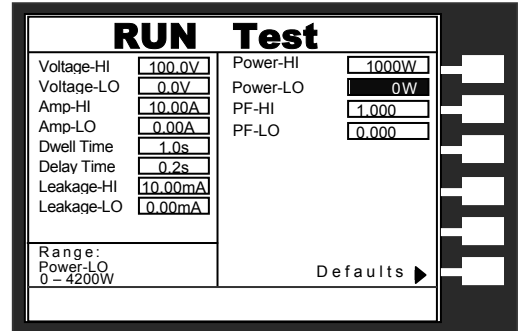 RUN Test
Voltage-HI 100.0V
Voltage-LO 0.0V
Amp-HI 10.00A
Amp-LO 0.00A
Dwell Time 1.0s
Delay Time 0.2s
Leakage-HI 10.00mA
Leakage-LO 0.00mA
Power-HI 1000W
Power-LO 0W
PF-HI 1.000
PF-LO 0.000
Range:
Power-LO
0 – 4200W
Defaults